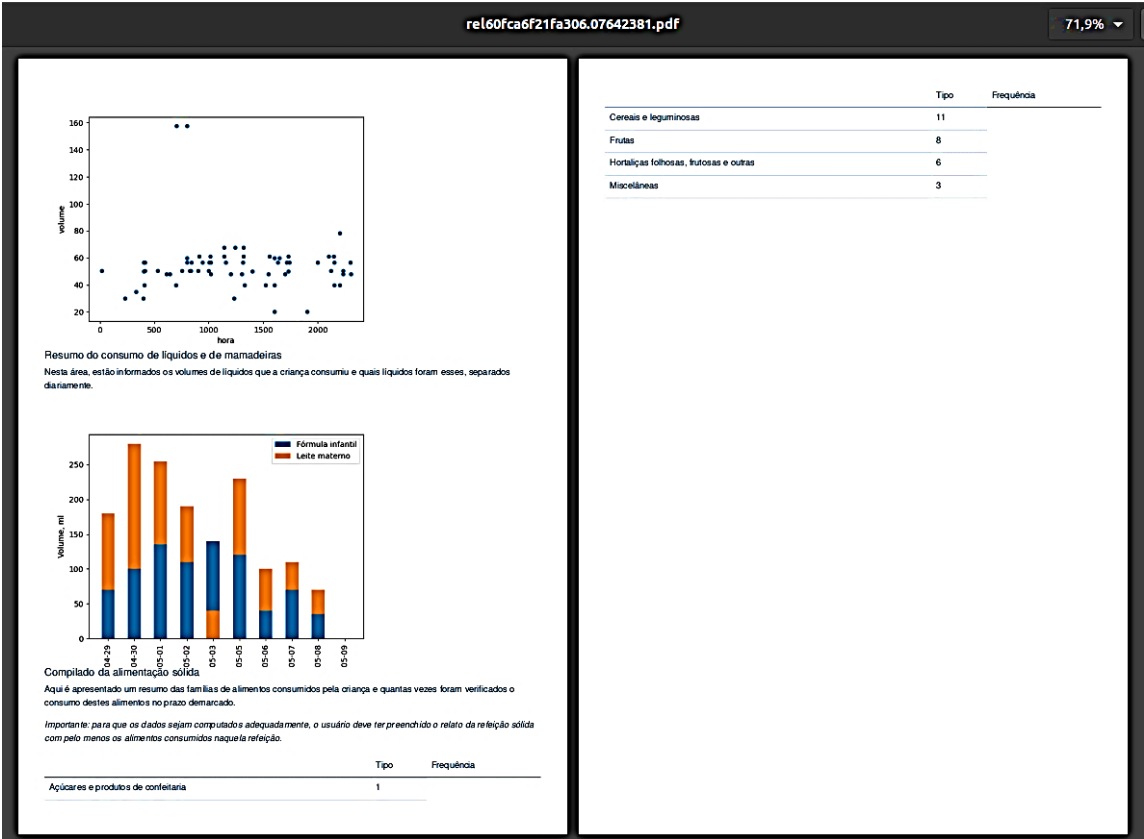 rel60fca6f21fa306.07642381.pdf
71,9%
160
140
120
100
80
60
40
20
volume
0 500 1000 1500 2000
hora
Resumo do consumo de líquidos e de mamadeiras
Nesta área, estão informados os volumes de líquidos que a criança consumiu e quais líquidos foram esses, separados
diariamente.
Fórmula infantil
Leite materno
250
200
150
100
50
0
Volume, ml
04-29 04-30 05-01 05-02 05-03 05-05 05-06 05-07 05-08 05-09
Compilado da alimentação sólida
Aqui é apresentado um resumo das famílias de alimentos consumidos pela criança e quantas vezes foram verificados o
consumo destes alimentos no prazo demarcado.
Importante: para que os dados sejam computados adequadamente, o usuário deve ter preenchido o relato da refeição sólida
com pelo menos os alimentos consumidos naquela refeição.
Tipo Frequência
Açúcares e produtos de confeitaria 1
Tipo Frequência
Cereais e leguminosas 11
Frutas 8
Hortaliças folhosas, frutosas e outras 6
Miscelâneas 3